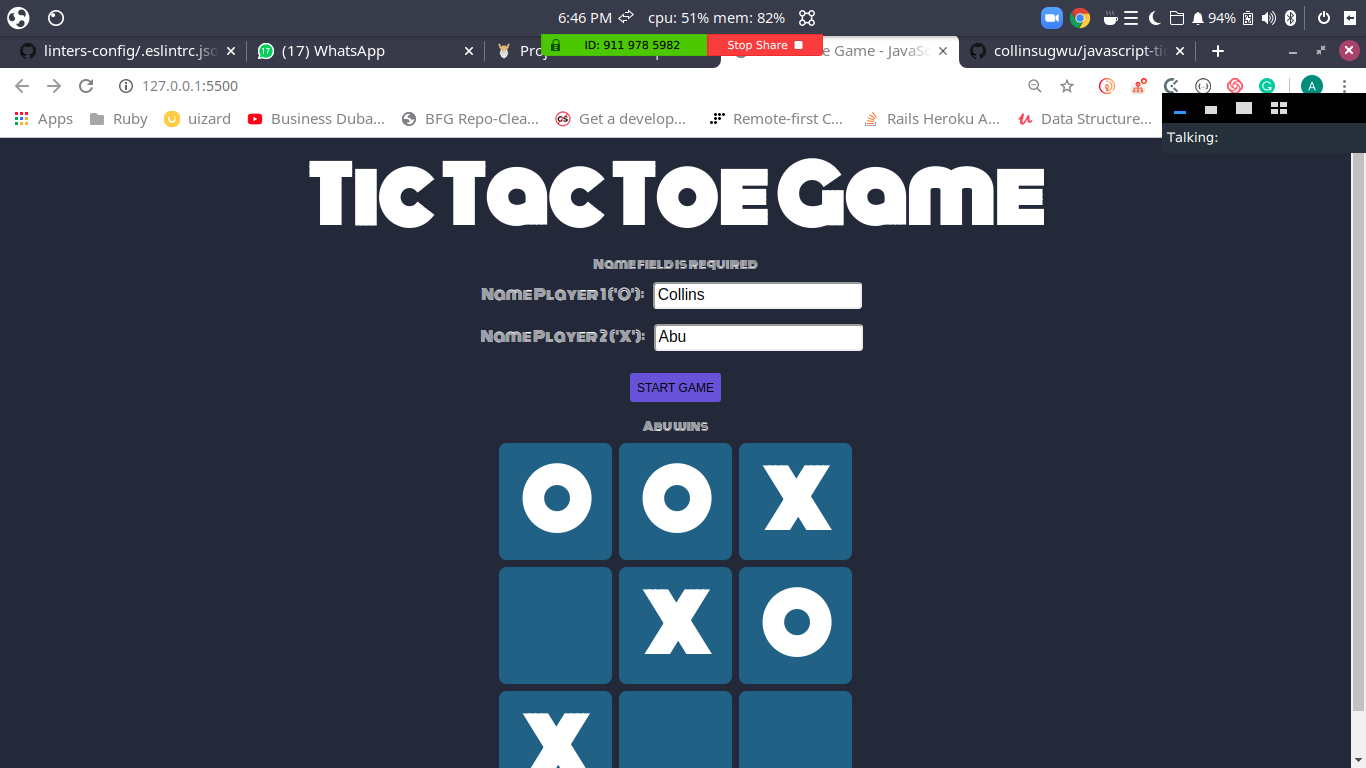 6:46 PM cpu: 51% mem: 82% 94%
linters-config/.eslintrc.jso (17) WhatsApp Game - JavaSc collinsugwu/javascript-tic
ID: 911 978 5982 Stop Share
127.0.0.1:5500 A
Apps Ruby uizard Business Duba... BFG Repo-Clea... Get a develop... Remote-first C... Rails Heroku A... Data Structure...
Talking:
Tic Tac Toe Game
Name field is required
Name Player 1 ('O'): Collins
Name Player 2 ('X'): Abu
START GAME
Abu wins
O O X
X O
X